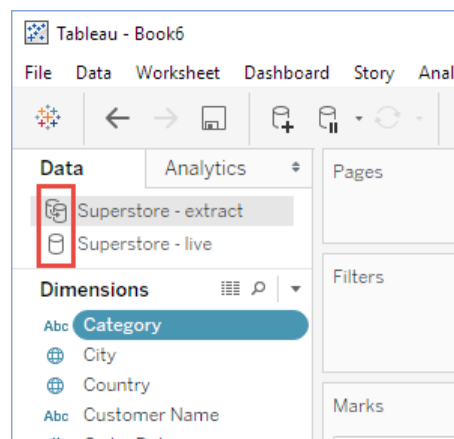 Tableau - Book6
File Data Worksheet Dashboard Story Anal
Data Analytics
Pages
Superstore - extract
Superstore - live
Filters
Dimensions
Abc Category
City
Country
Marks
Abc Customer Name